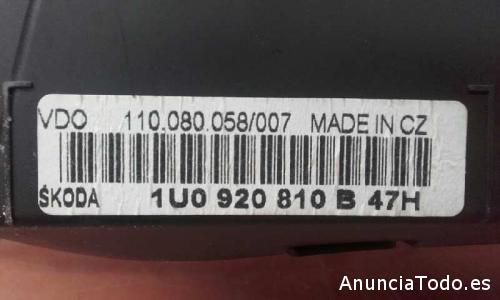 VDO 110.080.058/007 MADE IN CZ
ŠKODA 1U0 920 810 B 47H
AnunciaTodo.es